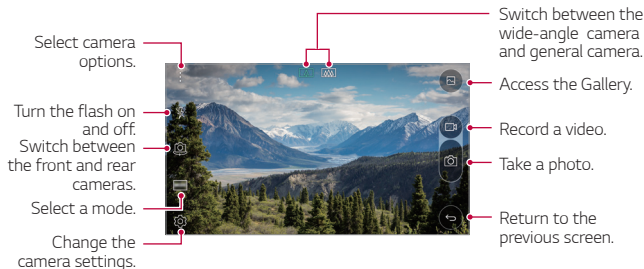 Select camera
options.
Turn the flash on
and off.
Switch between
the front and rear
cameras.
Select a mode.
Change the
camera settings.
Switch between the
wide-angle camera
and general camera.
Access the Gallery.
Record a video.
Take a photo.
Return to the
previous screen.